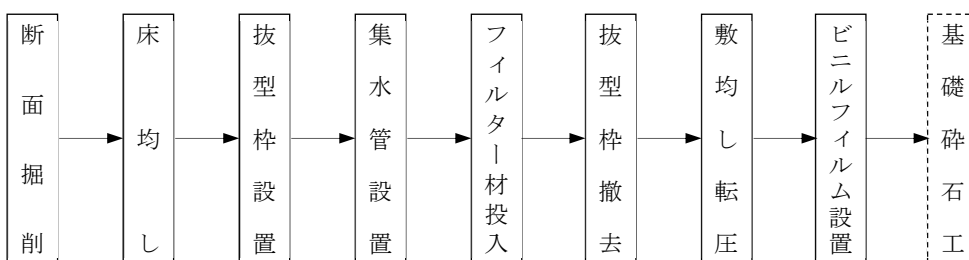 断面掘削
床均し
抜型枠設置
集水管設置
フィルター材投入
抜型枠撤去
敷均し転圧
ビニルフィルム設置
基礎砕石工